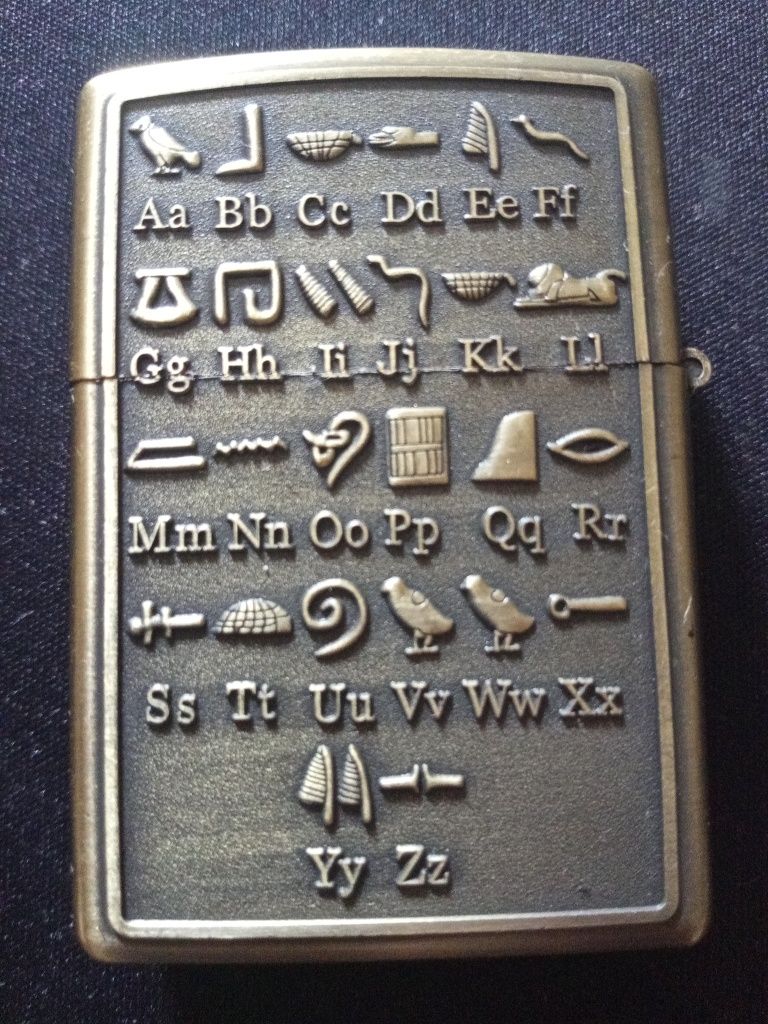 Aa Bb Cc Dd Ee Ff
Gg Hh Ii Jj Kk Ll
Mm Nn Oo Pp Qq Rr
Ss Tt Uu Vv Ww Xx
Yy Zz